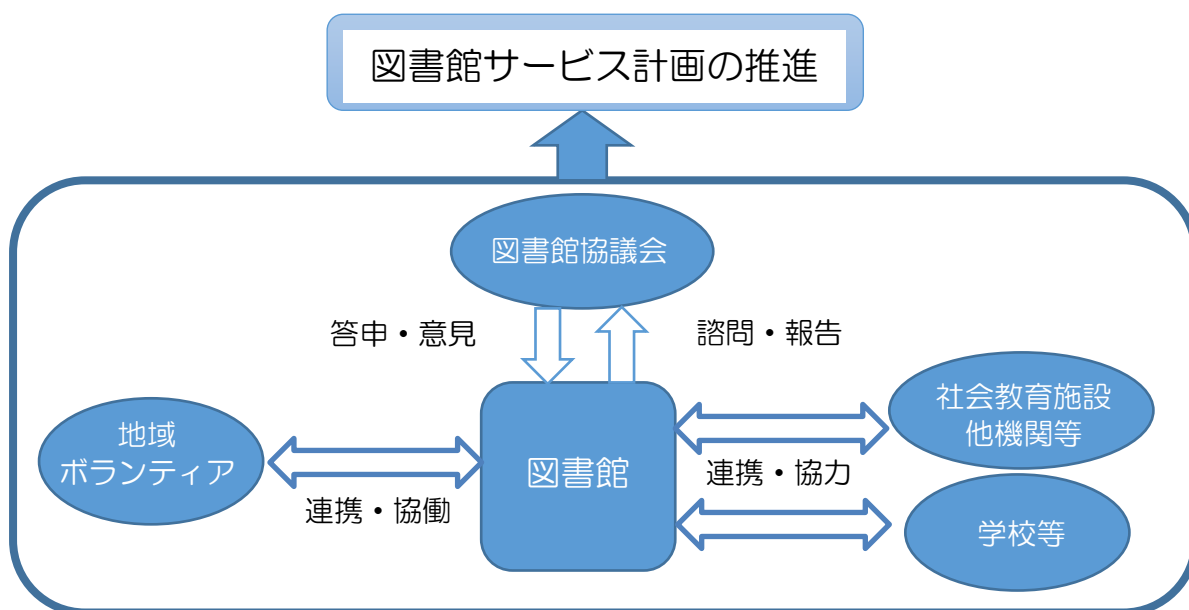 図書館サービス計画の推進
図書館協議会
答申・意見
諮問・報告
地域
ボランティア
連携・協働
図書館
社会教育施設
他機関等
連携・協力
学校等